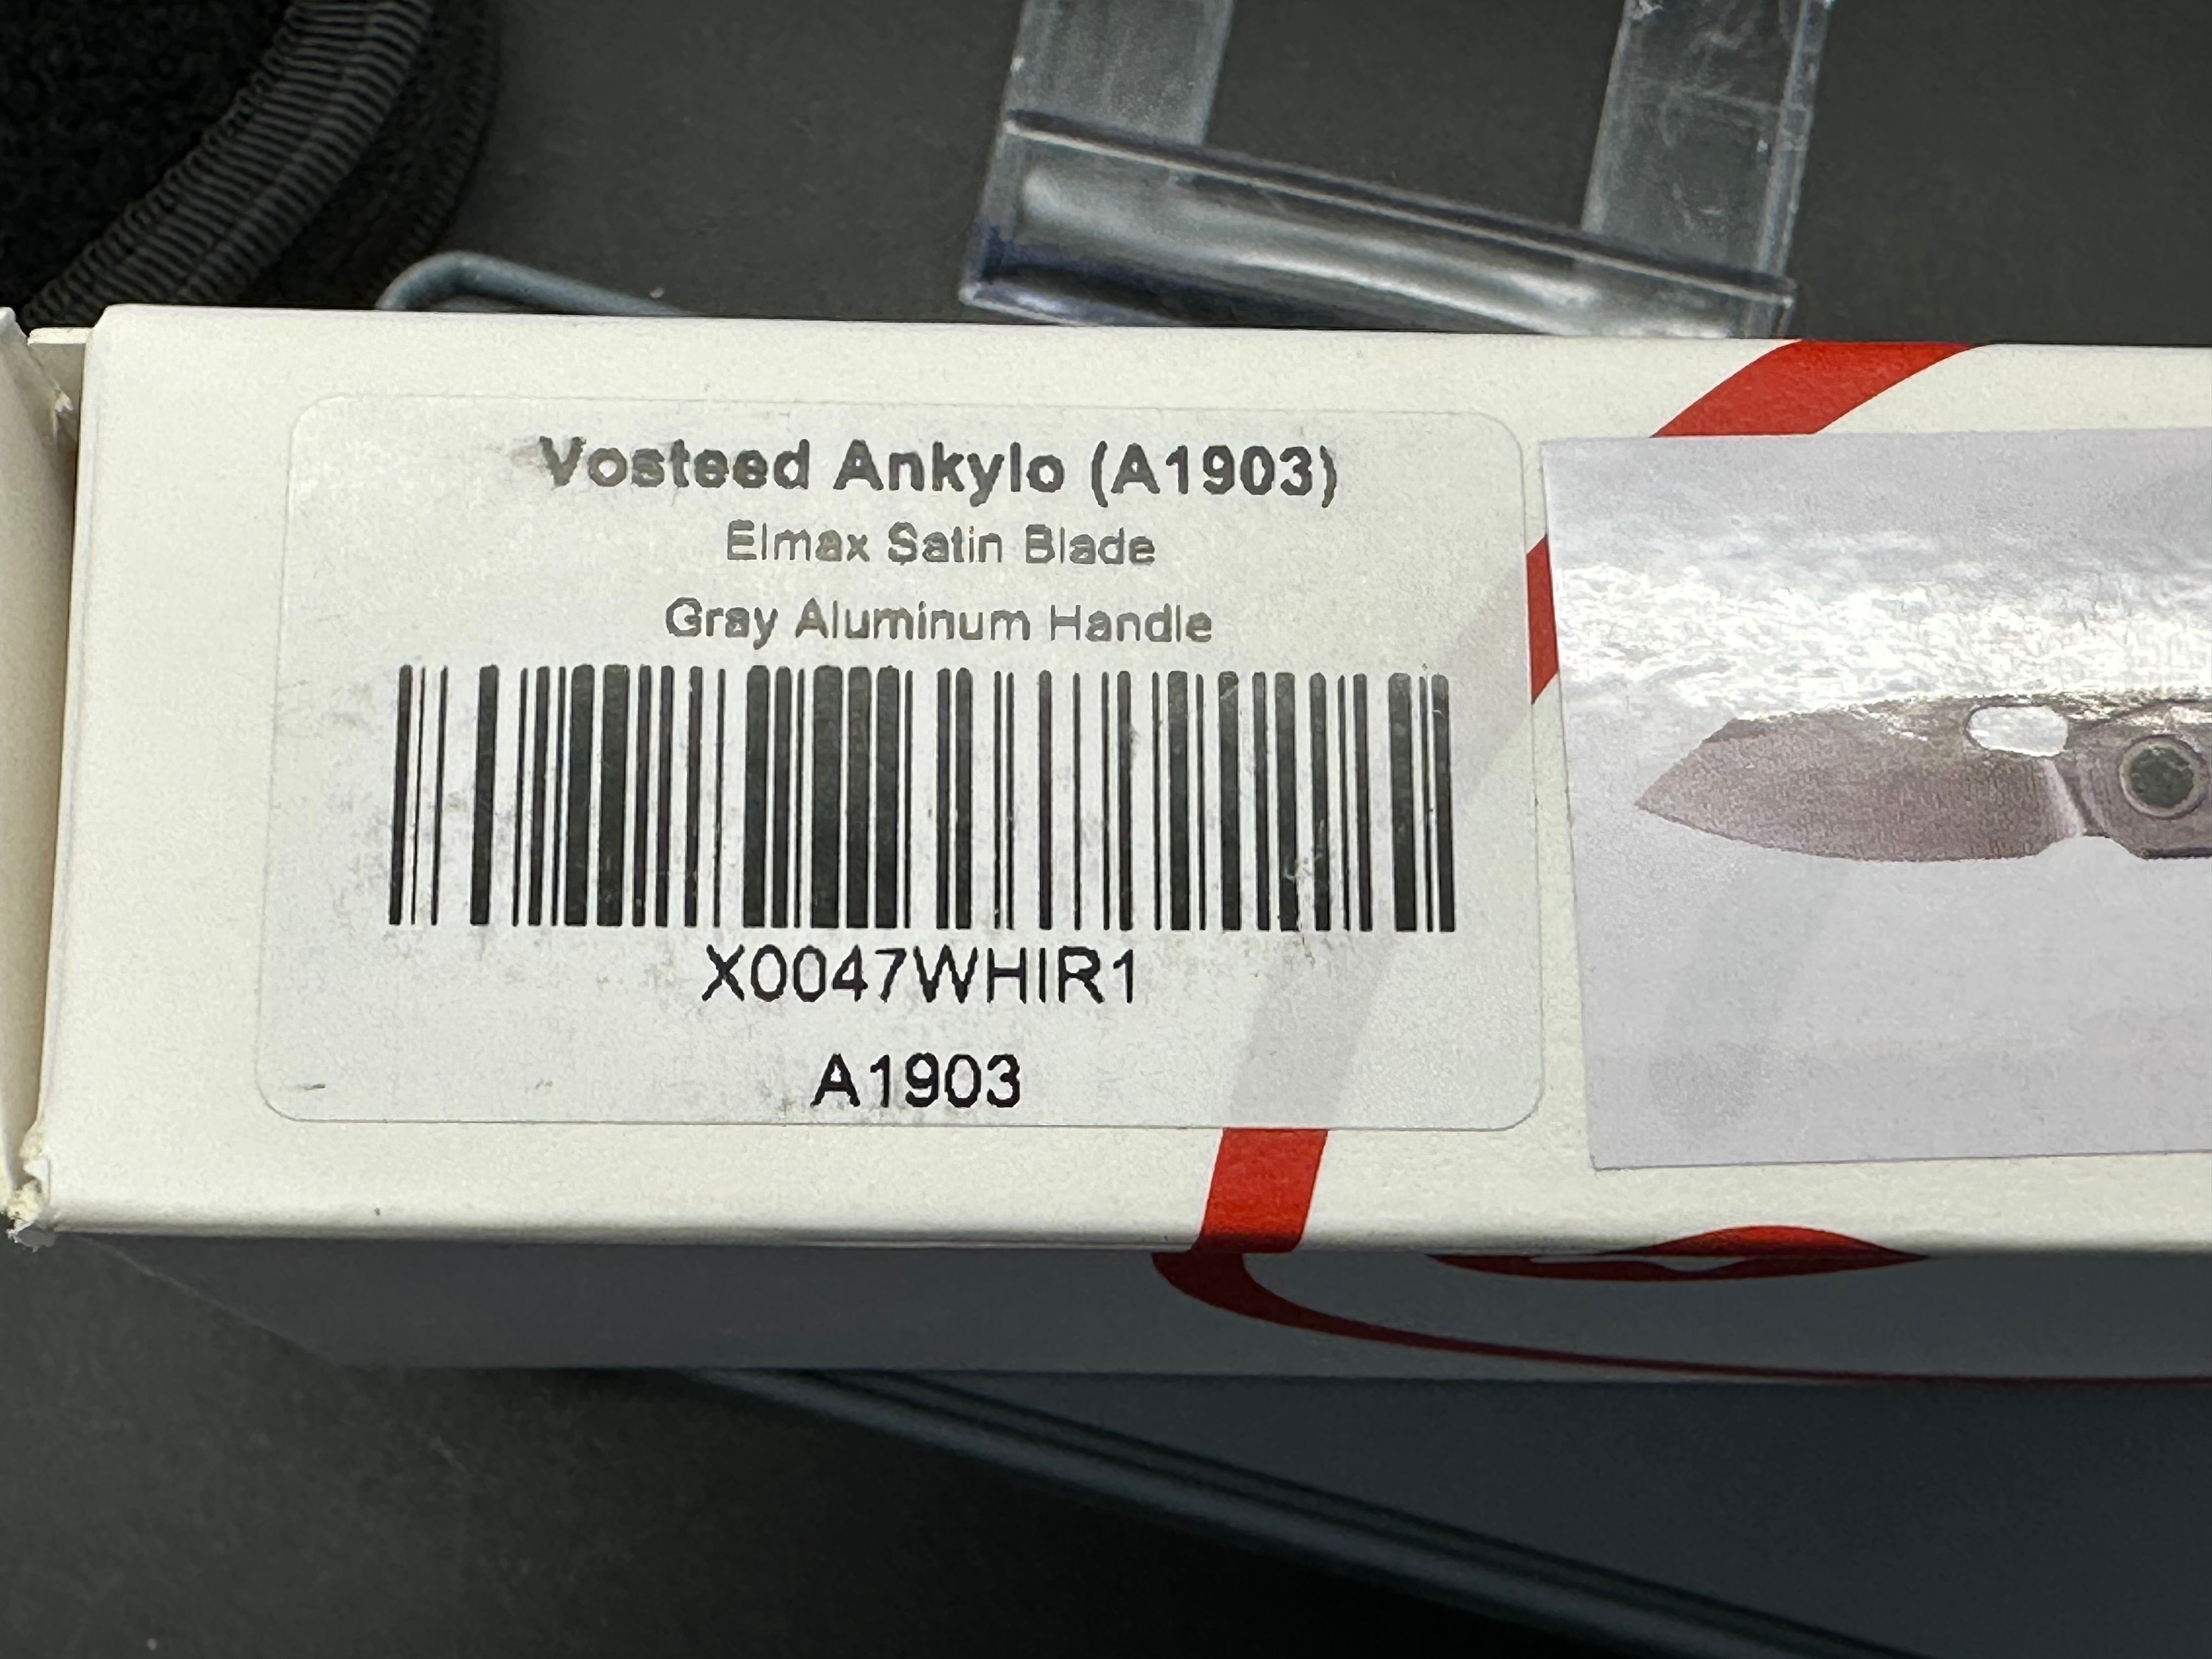 Vosteed Ankylo (A1903)
Elmax Satin Blade
Gray Aluminum Handle
X0047WHIR1
A1903